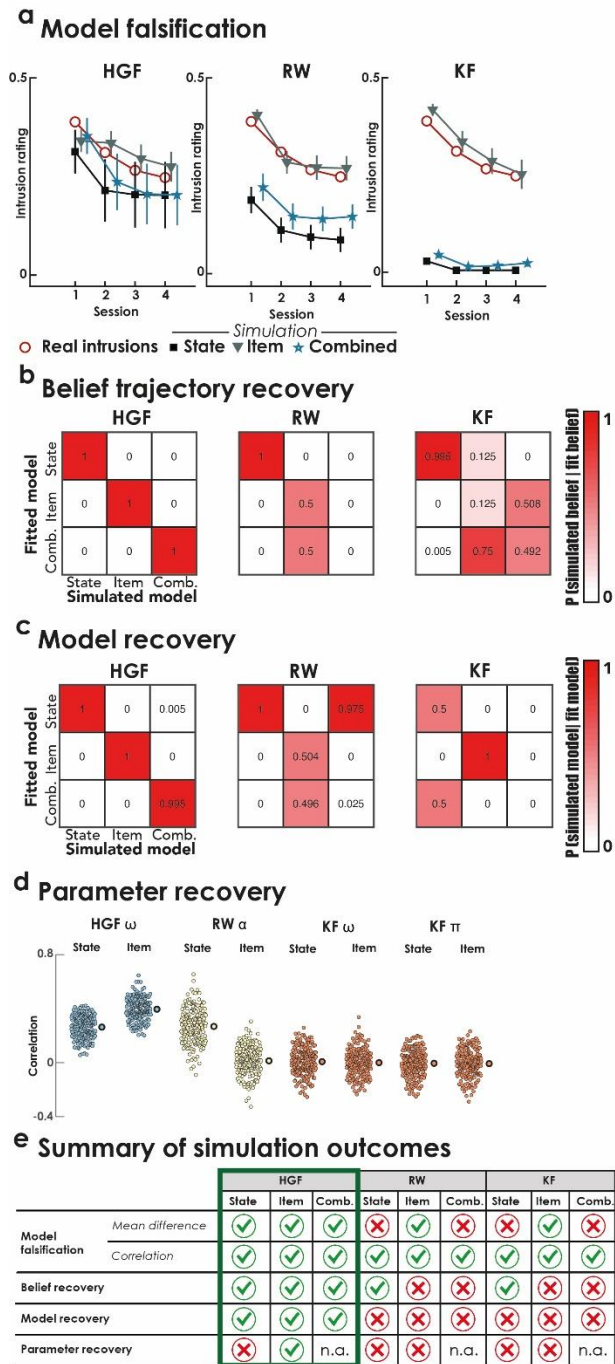 a Model falsification
HGF RW KF
0.5 0.5 0.5
Intrusion rating Intrusion rating Intrusion rating
0 0 0
1 2 3 4 1 2 3 4 1 2 3 4
Session Session Session
Simulation
Real intrusions State Item Combined
b Belief trajectory recovery
HGF RW KF
Fitted model
State 1 0 0 1 0 0 0.995 0.125 0
Item 0 1 0 0 0.5 0 0 0.125 0.508
Comb. 0 0 1 0 0.5 0 0.005 0.75 0.492
State Item Comb.
Simulated model
1
P (simulated belief | fit belief)
0
c Model recovery
HGF RW KF
Fitted model
State 1 0 0.005 1 0 0.975 0.5 0 0
Item 0 1 0 0 0.504 0 0 1 0
Comb. 0 0 0.995 0 0.496 0.025 0.5 0 0
State Item Comb.
Simulated model
1
P (simulated model| fit model)
0
d Parameter recovery
HGF ω RW α KF ω KF π
State Item State Item State Item State Item
0.8
Correlation
0
-0.4
e Summary of simulation outcomes
HGF RW KF
State Item Comb. State Item Comb. State Item Comb.
Model falsification
Mean difference
Correlation
Belief recovery
Model recovery
Parameter recovery n.a. n.a. n.a.